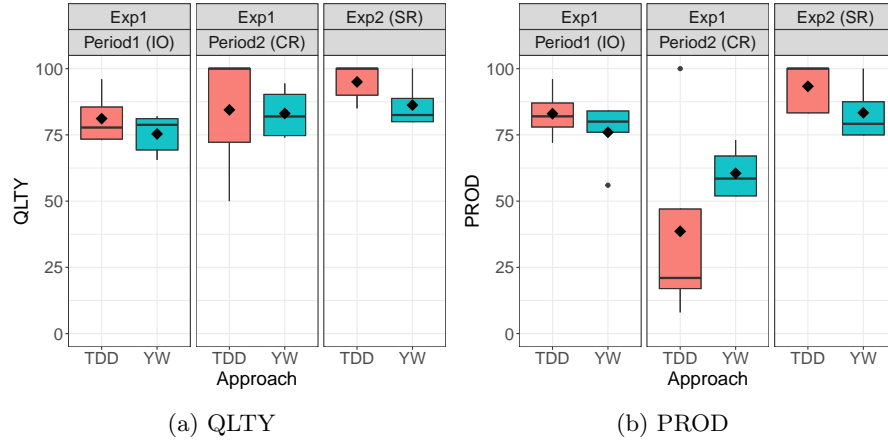 Exp1
Exp1
Exp2 (SR)
Period1 (IO)
Period2 (CR)
100
75
50
25
0
QLTY
TDD
YW
TDD
YW
TDD
YW
Approach
(a) QLTY
Exp1
Exp1
Exp2 (SR)
Period1 (IO)
Period2 (CR)
100
75
50
25
0
PROD
TDD
YW
TDD
YW
TDD
YW
Approach
(b) PROD